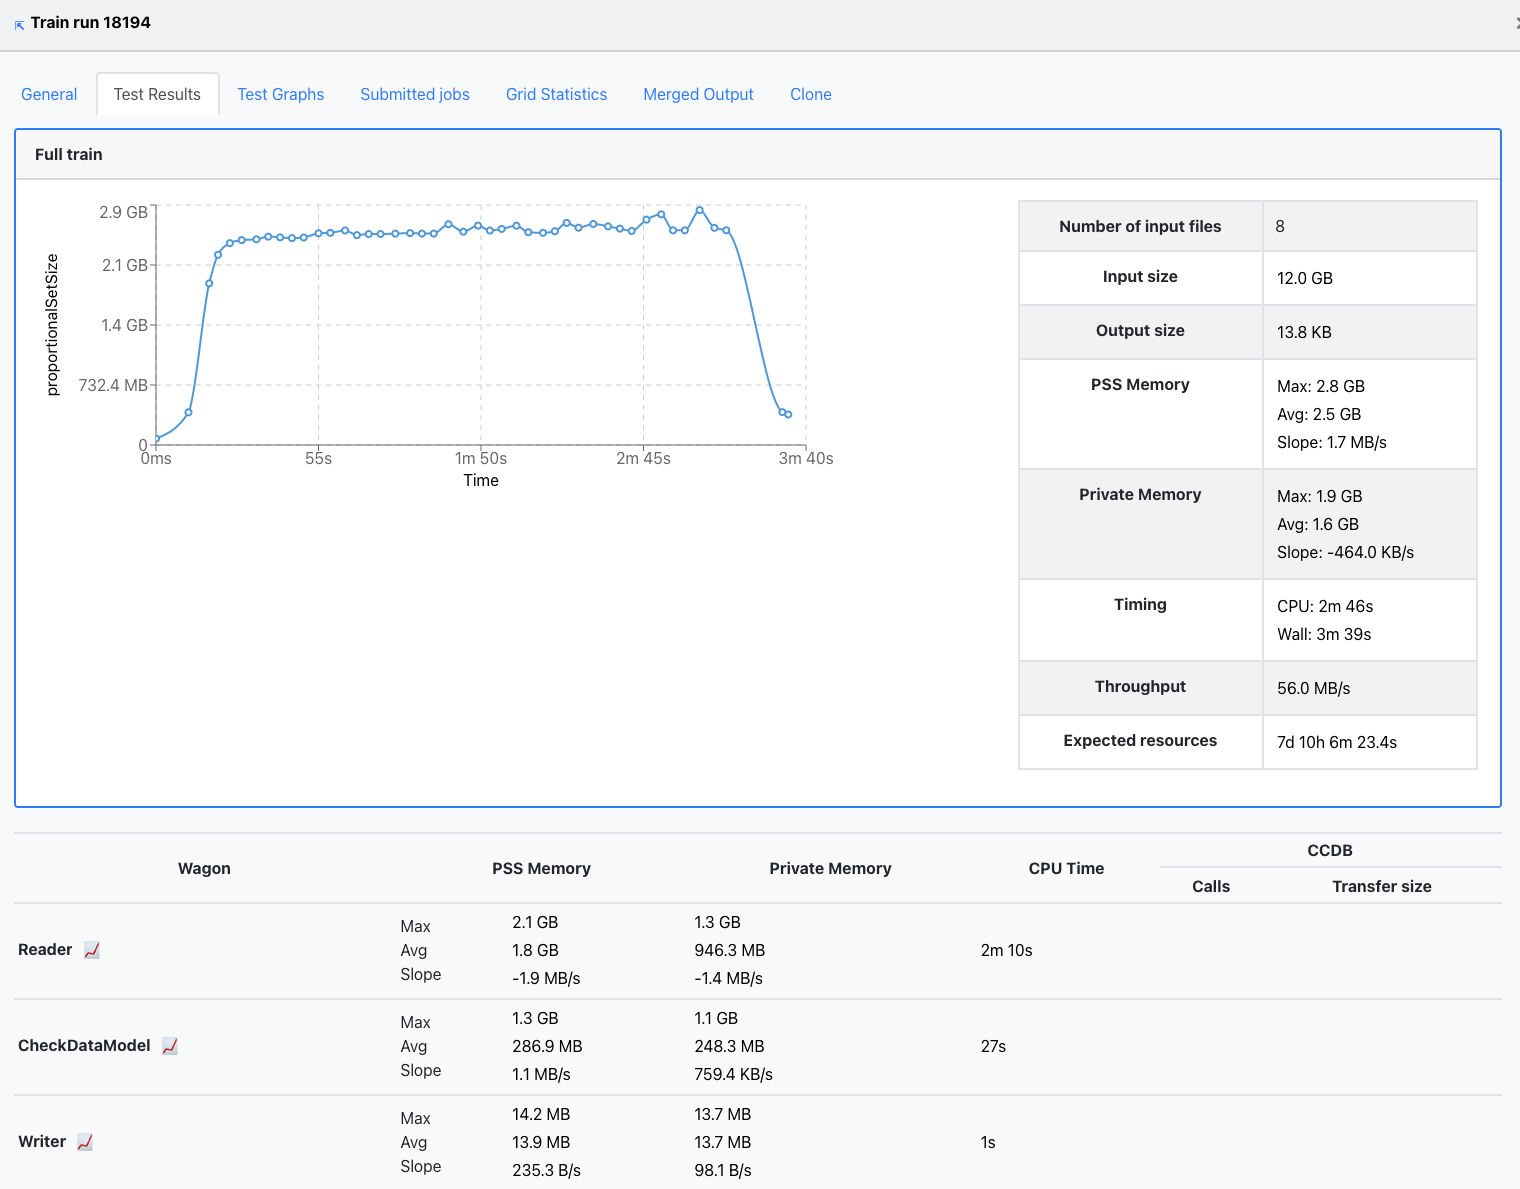 Train run 18194
General Test Results Test Graphs Submitted jobs Grid Statistics Merged Output Clone
Full train
2.9 GB
2.1 GB
1.4 GB
732.4 MB
0
proportionalSetSize
0ms 55s 1m 50s 2m 45s 3m 40s
Time
Number of input files 8
Input size 12.0 GB
Output size 13.8 KB
PSS Memory Max: 2.8 GB
Avg: 2.5 GB
Slope: 1.7 MB/s
Private Memory Max: 1.9 GB
Avg: 1.6 GB
Slope: -464.0 KB/s
Timing CPU: 2m 46s
Wall: 3m 39s
Throughput 56.0 MB/s
Expected resources 7d 10h 6m 23.4s
Wagon PSS Memory Private Memory CPU Time CCDB
Calls Transfer size
Max 2.1 GB 1.3 GB
Reader Avg 1.8 GB 946.3 MB 2m 10s
Slope -1.9 MB/s -1.4 MB/s
Max 1.3 GB 1.1 GB
CheckDataModel Avg 286.9 MB 248.3 MB 27s
Slope 1.1 MB/s 759.4 KB/s
Max 14.2 MB 13.7 MB
Writer Avg 13.9 MB 13.7 MB 1s
Slope 235.3 B/s 98.1 B/s